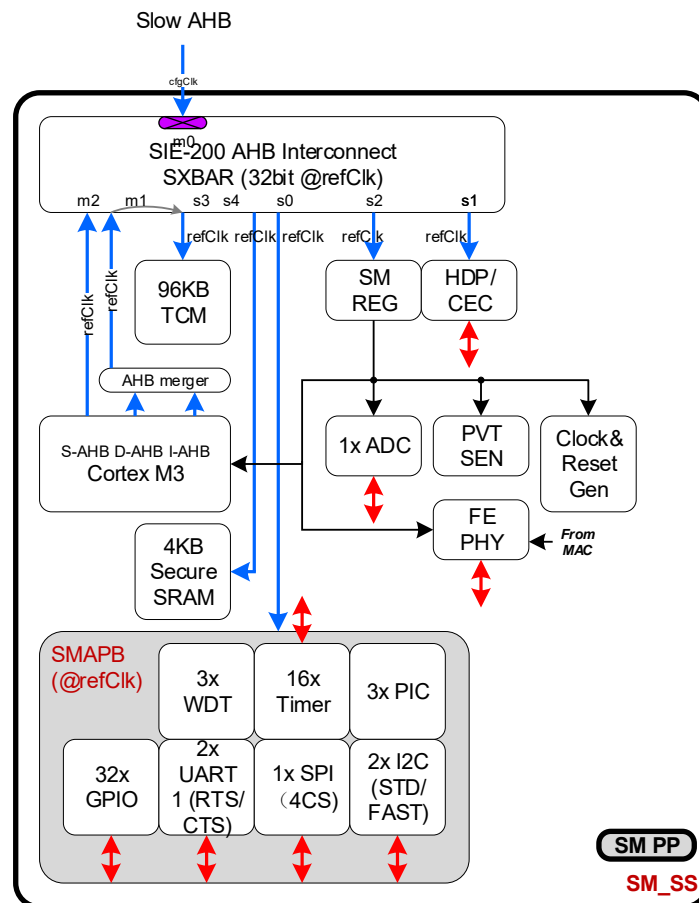 Slow AHB
cfgClk
m0
SIE-200 AHB Interconnect
SXBAR (32bit @refClk)
m2 m1 s3 s4 s0 s2 s1
refClk refClk refClk refClk refClk
refClk refClk
96KB
TCM
SM
REG
HDP/
CEC
AHB merger
S-AHB D-AHB I-AHB
Cortex M3
1x ADC
PVT
SEN
Clock&
Reset
Gen
FE
PHY
From
MAC
4KB
Secure
SRAM
SMAPB
(@refClk)
3x
WDT
16x
Timer
3x PIC
32x
GPIO
2x
UART
1 (RTS/
CTS)
1x SPI
（4CS)
2x I2C
(STD/
FAST)
SM PP
SM_SS